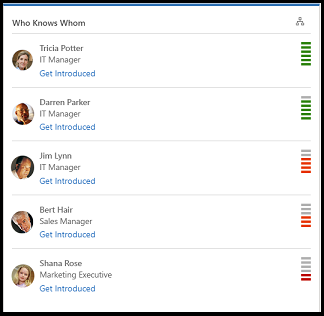 Who Knows Whom
Tricia Potter
IT Manager
Get Introduced
Darren Parker
IT Manager
Get Introduced
Jim Lynn
IT Manager
Get Introduced
Bert Hair
Sales Manager
Get Introduced
Shana Rose
Marketing Executive
Get Introduced